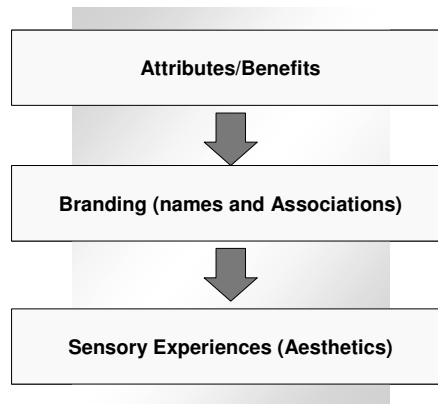 Attributes/Benefits
Branding (names and Associations)
Sensory Experiences (Aesthetics)